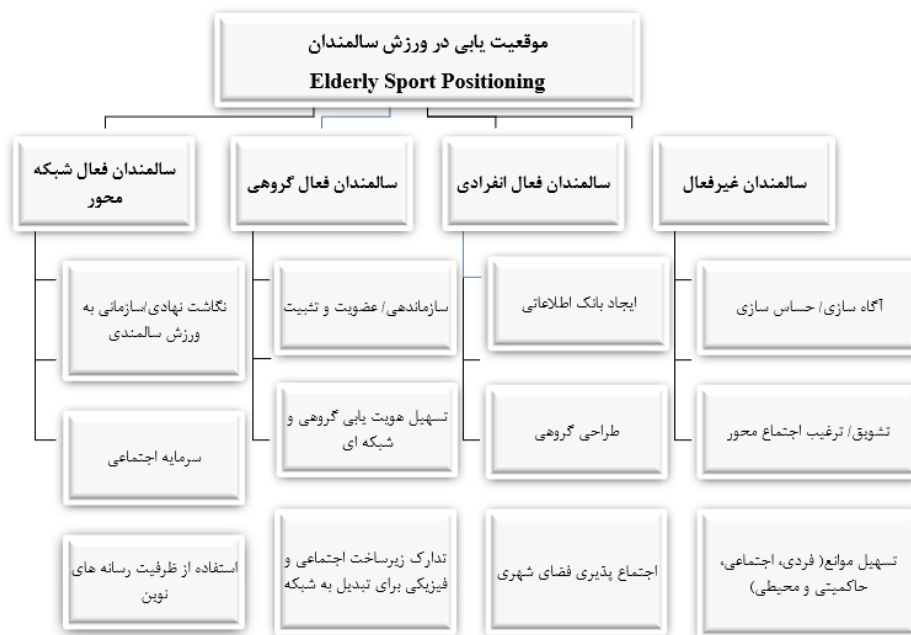 موقعیت یابی در ورزش سالمندان
Elderly Sport Positioning
سالمندان غیرفعال
سالمندان فعال انفرادی
سالمندان فعال گروهی
سالمندان فعال شبکه
محور
آگاه سازی/ حساس سازی
تشویق/ ترغیب اجتماع محور
تسهیل موانع( فردی، اجتماعی،
حاکمیتی و محیطی)
ایجاد بانک اطلاعاتی
طراحی گروهی
اجتماع پذیری فضای شهری
سازماندهی/ عضویت و تثبیت
تسهیل هویت یابی گروهی و
شبکه ای
تدارک زیرساخت اجتماعی و
فیزیکی برای تبدیل به شبکه
نگاشت نهادی/سازمانی به
ورزش سالمندی
سرمایه اجتماعی
استفاده از ظرفیت رسانه های
نوین